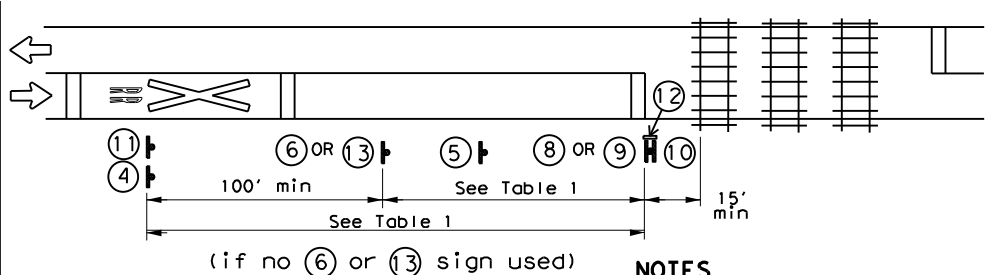 RR
12
11
6 OR 13
5
8 OR 9
10
4
100' min
See Table 1
15' min
See Table 1
(if no 6 or 13 sign used)
NOTES